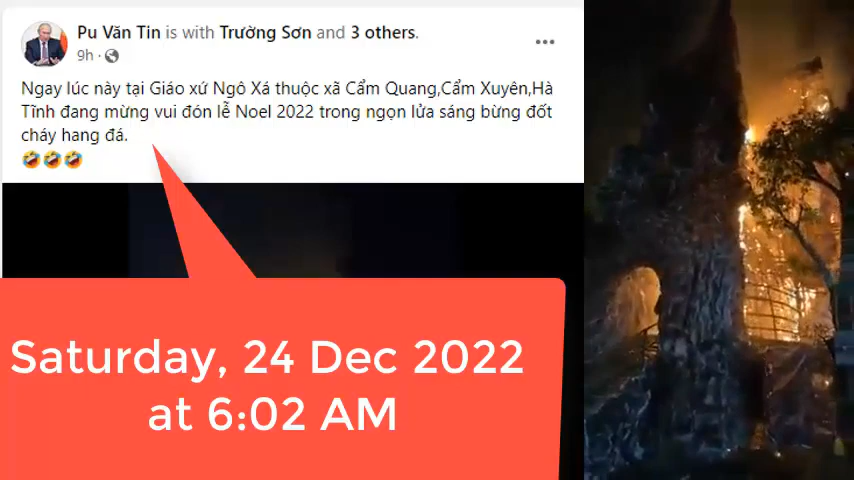 Pu Văn Tin is with Trường Sơn and 3 others.
9h ·
Ngay lúc này tại Giáo xứ Ngô Xá thuộc xã Cẩm Quang,Cẩm Xuyên,Hà
Tĩnh đang mừng vui đón lễ Noel 2022 trong ngọn lửa sáng bừng đốt
cháy hang đá.
🤣🤣🤣
Saturday, 24 Dec 2022
at 6:02 AM